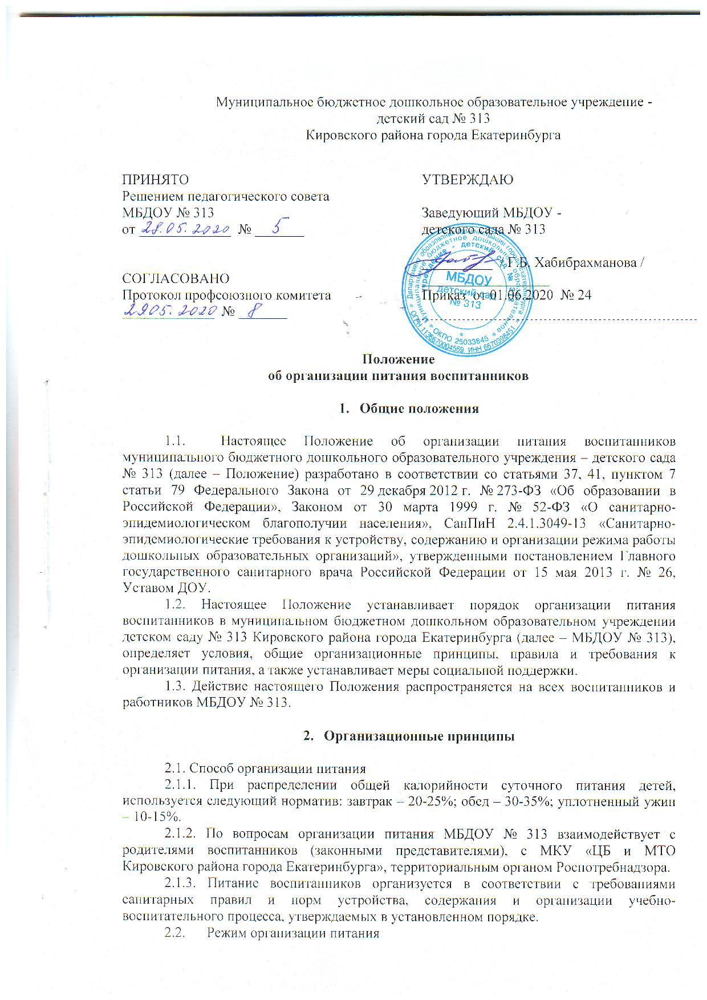 Муниципальное бюджетное дошкольное образовательное учреждение -
детский сад № 313
Кировского района города Екатеринбурга
ПРИНЯТО
Решением педагогического совета
МБДОУ № 313
от 28.05.2020 № 5
СОГЛАСОВАНО
Протокол профсоюзного комитета
29 05. 2020 № 8
УТВЕРЖДАЮ
Заведующий МБДОУ -
детского сада № 313
/ Г.Б. Хабибрахманова /
Приказ от 01.06.2020 № 24
МБДОУ
детский сад
№ 313
* ОКПО 25033845 *
ОГРН 1136670004569 ИНН 6670398451
Положение
об организации питания воспитанников
1. Общие положения
1.1. Настоящее Положение об организации питания воспитанников
муниципального бюджетного дошкольного образовательного учреждения – детского сада
№ 313 (далее – Положение) разработано в соответствии со статьями 37, 41, пунктом 7
статьи 79 Федерального Закона от 29 декабря 2012 г. № 273-ФЗ «Об образовании в
Российской Федерации», Законом от 30 марта 1999 г. № 52-ФЗ «О санитарно-
эпидемиологическом благополучии населения», СанПиН 2.4.1.3049-13 «Санитарно-
эпидемиологические требования к устройству, содержанию и организации режима работы
дошкольных образовательных организаций», утвержденными постановлением Главного
государственного санитарного врача Российской Федерации от 15 мая 2013 г. № 26,
Уставом ДОУ.
1.2. Настоящее Положение устанавливает порядок организации питания
воспитанников в муниципальном бюджетном дошкольном образовательном учреждении
детском саду № 313 Кировского района города Екатеринбурга (далее – МБДОУ № 313),
определяет условия, общие организационные принципы, правила и требования к
организации питания, а также устанавливает меры социальной поддержки.
1.3. Действие настоящего Положения распространяется на всех воспитанников и
работников МБДОУ № 313.
2. Организационные принципы
2.1. Способ организации питания
2.1.1. При распределении общей калорийности суточного питания детей,
используется следующий норматив: завтрак – 20-25%; обед – 30-35%; уплотненный ужин
– 10-15%.
2.1.2. По вопросам организации питания МБДОУ № 313 взаимодействует с
родителями воспитанников (законными представителями), с МКУ «ЦБ и МТО
Кировского района города Екатеринбурга», территориальным органом Роспотребнадзора.
2.1.3. Питание воспитанников организуется в соответствии с требованиями
санитарных правил и норм устройства, содержания и организации учебно-
воспитательного процесса, утверждаемых в установленном порядке.
2.2. Режим организации питания